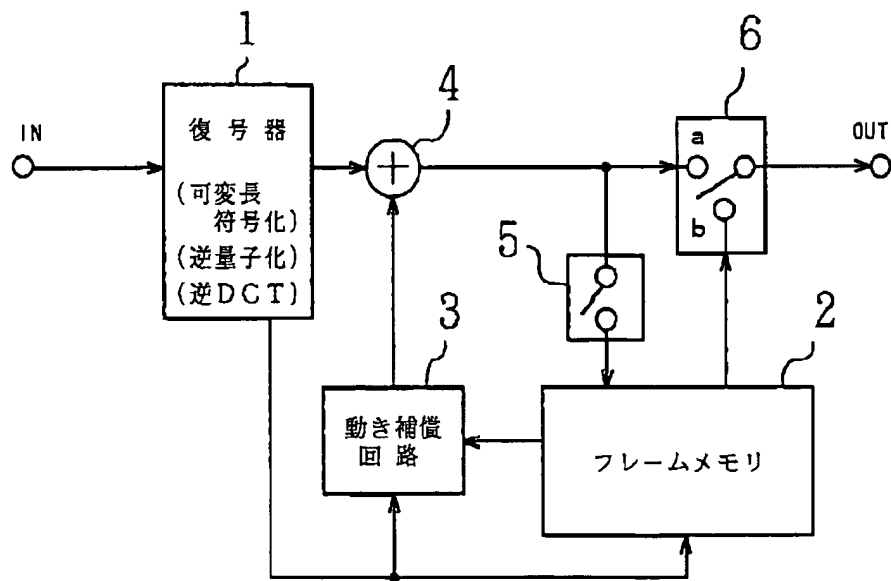 1
IN
復号器
(可変長
符号化)
(逆量子化)
(逆DCT)
4
+
6
a
b
OUT
5
3
動き補償
回路
2
フレームメモリ